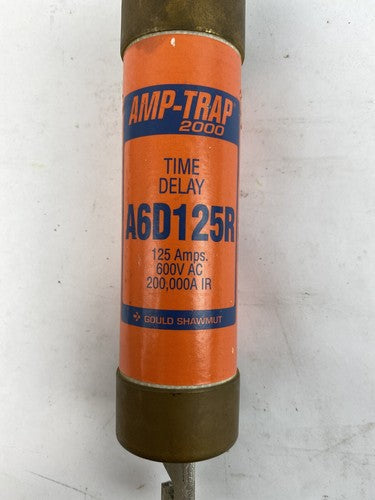 AMP-TRAP®
2000
TIME
DELAY
A6D125R
125 Amps.
600V AC
200,000A IR
GOULD SHAWMUT